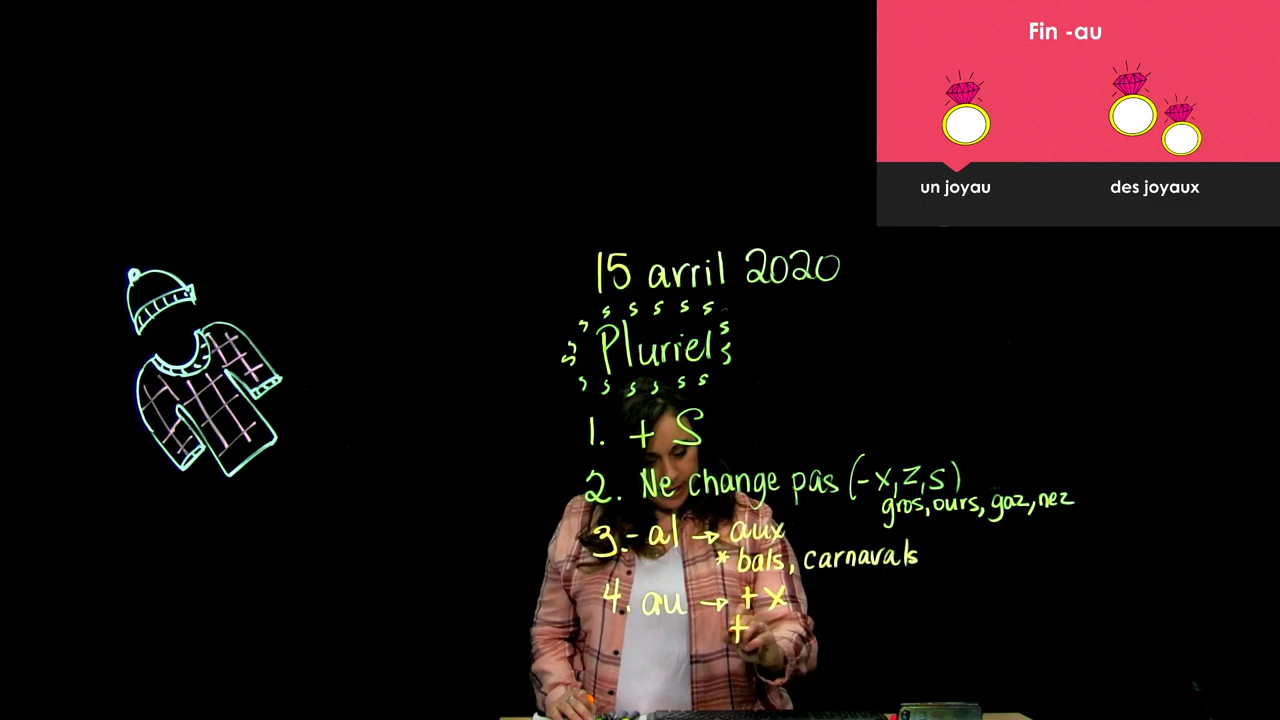 Fin -au
un joyau
des joyaux
15 avril 2020
s s s s s
s Pluriel s
s s
s s s s s s
1. + S
2. Ne change pas (-x, z, s)
gros, ours, gaz, nez
3. - al → aux
* bals, carnavals
4. au → + x
+